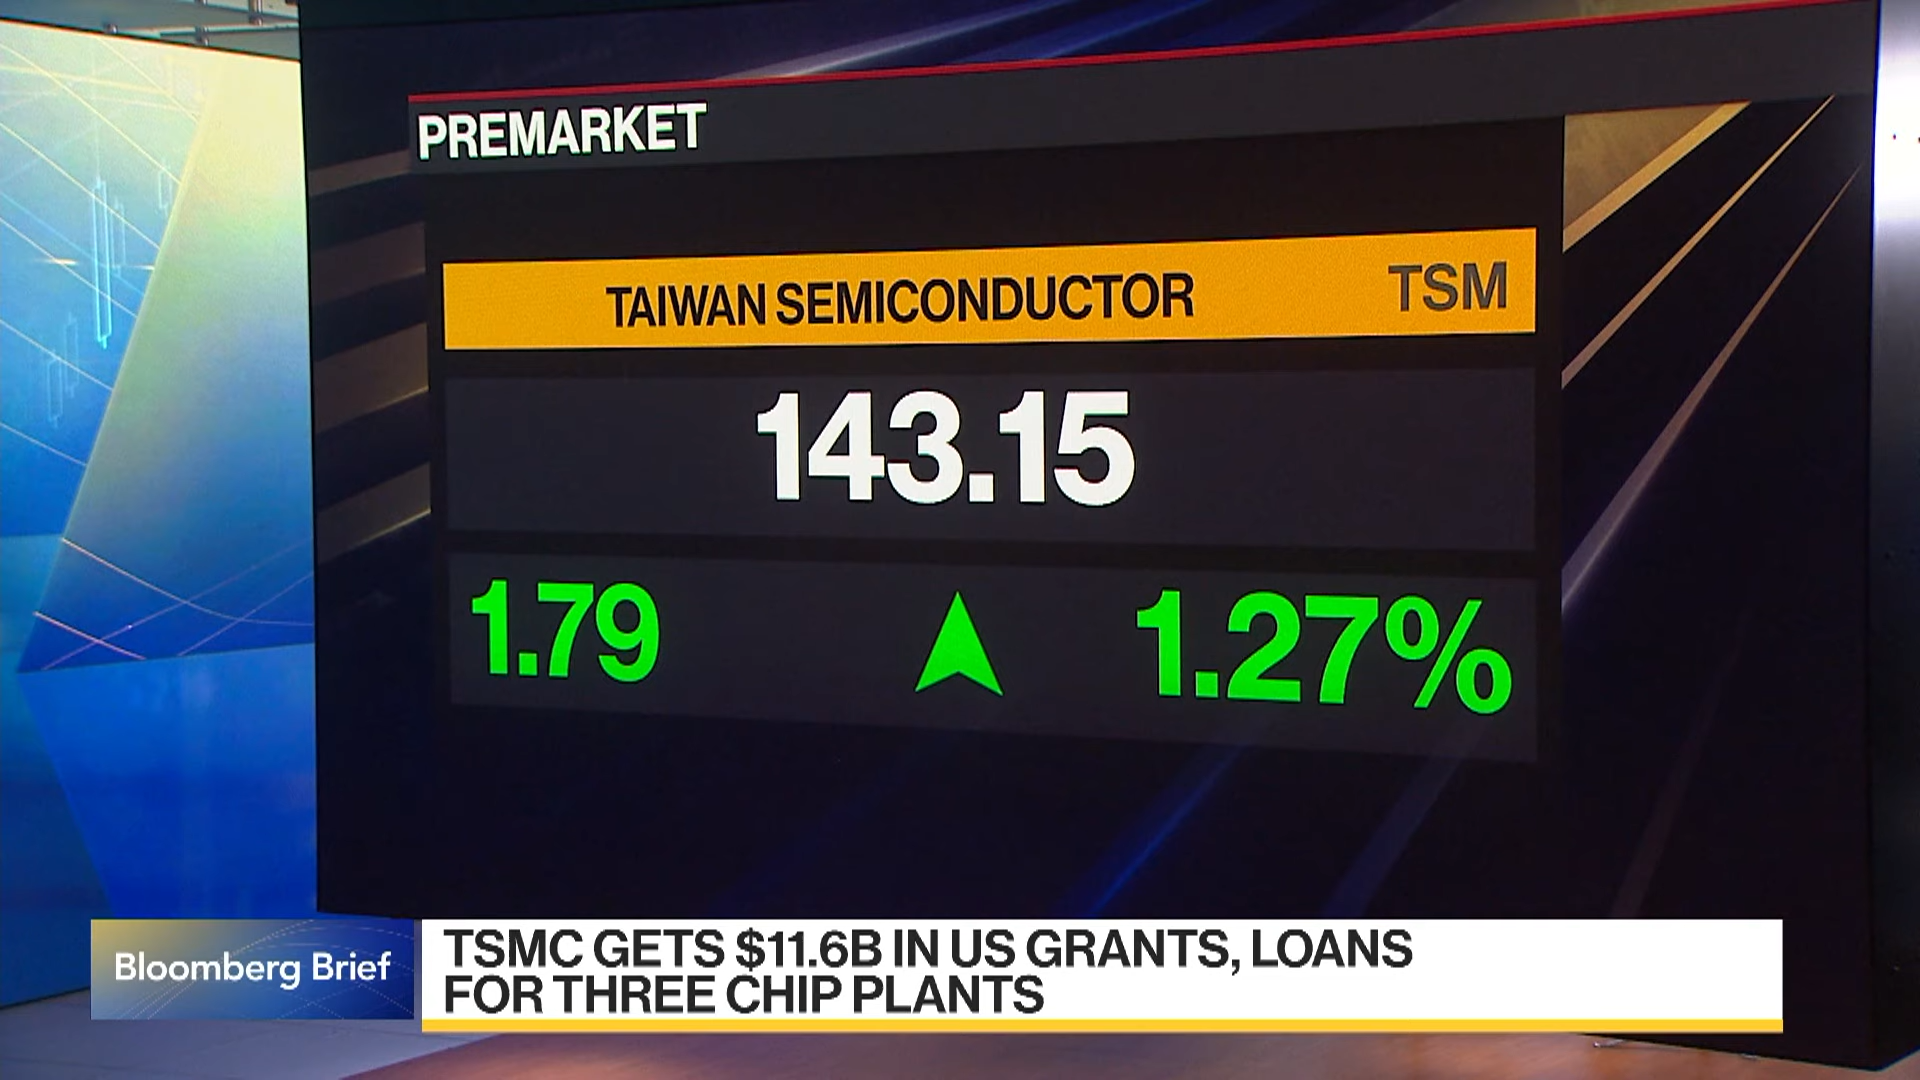 PREMARKET
TAIWAN SEMICONDUCTOR TSM
143.15
1.79 1.27%
Bloomberg Brief
TSMC GETS $11.6B IN US GRANTS, LOANS
FOR THREE CHIP PLANTS